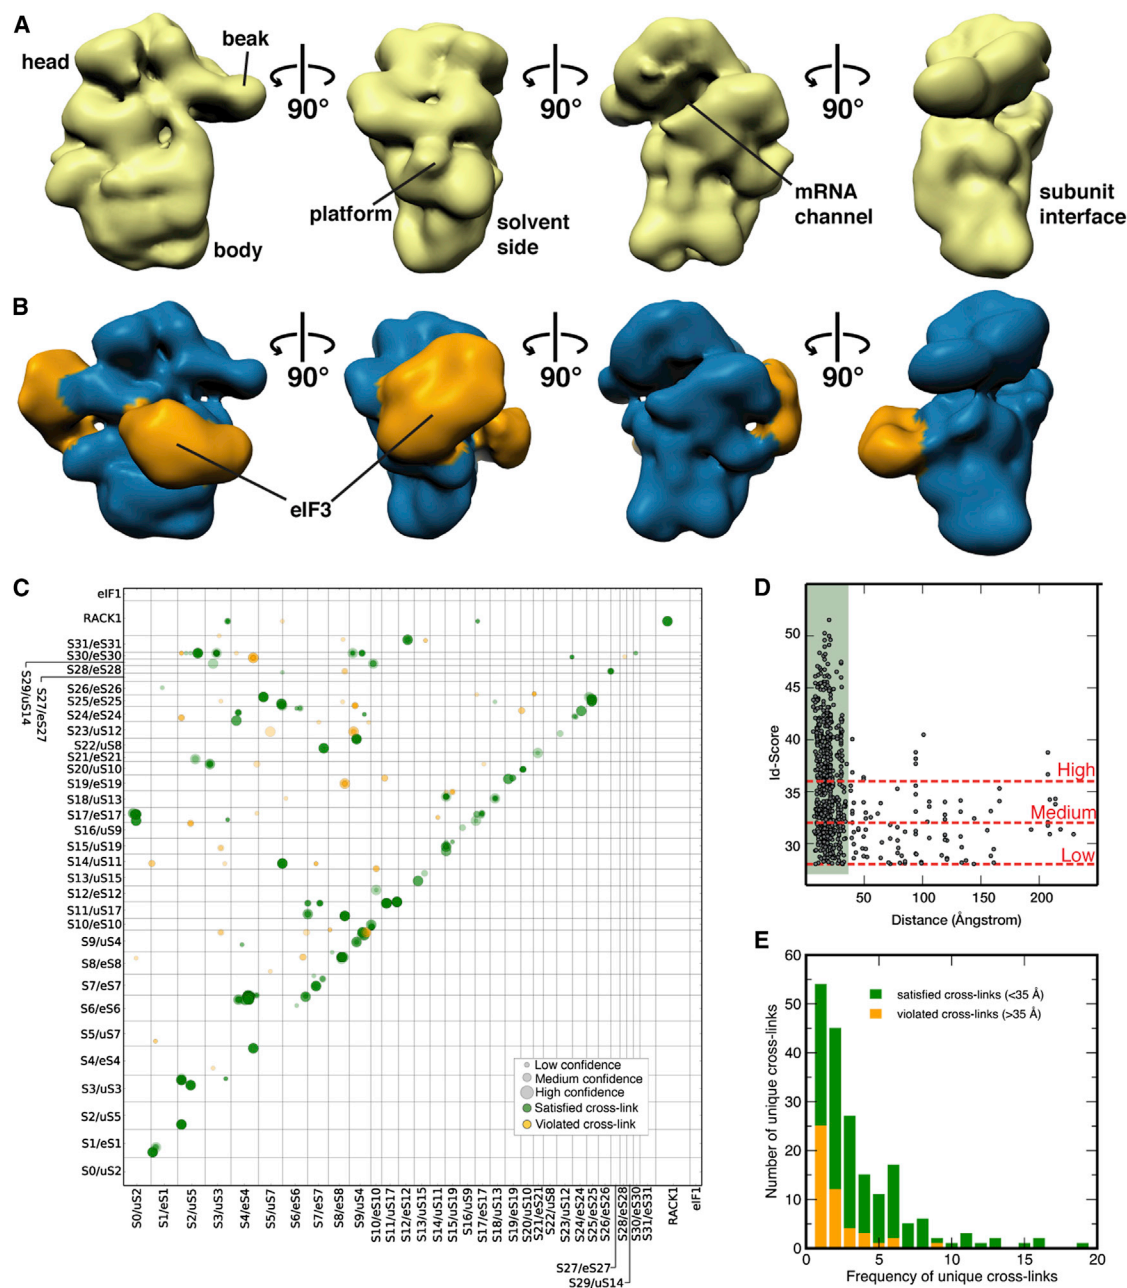 A
head
beak
90°
90°
90°
platform
solvent
side
body
mRNA
channel
subunit
interface
B
90°
90°
90°
eIF3
C
eIF1
RACK1
S31/eS31
S30/eS30
S28/eS28
S29/uS14
S27/eS27
S26/eS26
S25/eS25
S24/eS24
S23/uS12
S22/uS8
S21/eS21
S20/uS10
S19/eS19
S18/uS13
S17/eS17
S16/uS9
S15/uS19
S14/uS11
S13/uS15
S12/eS12
S11/uS17
S10/eS10
S9/uS4
S8/eS8
S7/eS7
S6/eS6
S5/uS7
S4/eS4
S3/uS3
S2/uS5
S1/eS1
S0/uS2
Low confidence
Medium confidence
High confidence
Satisfied cross-link
Violated cross-link
S0/uS2
S1/eS1
S2/uS5
S3/uS3
S4/eS4
S5/uS7
S6/eS6
S7/eS7
S8/eS8
S9/uS4
S10/eS10
S11/uS17
S12/eS12
S13/uS15
S14/uS11
S15/uS19
S16/uS9
S17/eS17
S18/uS13
S19/eS19
S20/uS10
S21/eS21
S22/uS8
S23/uS12
S24/eS24
S25/eS25
S26/eS26
S28/eS28
S30/eS30
S31/eS31
RACK1
eIF1
S27/eS27
S29/uS14
D
50
45
40
35
30
Id-Score
High
Medium
Low
50
100
150
200
Distance (Ångstrom)
E
60
50
40
30
20
10
0
Number of unique cross-links
satisfied cross-links (<35 Å)
violated cross-links (>35 Å)
0
5
10
15
20
Frequency of unique cross-links